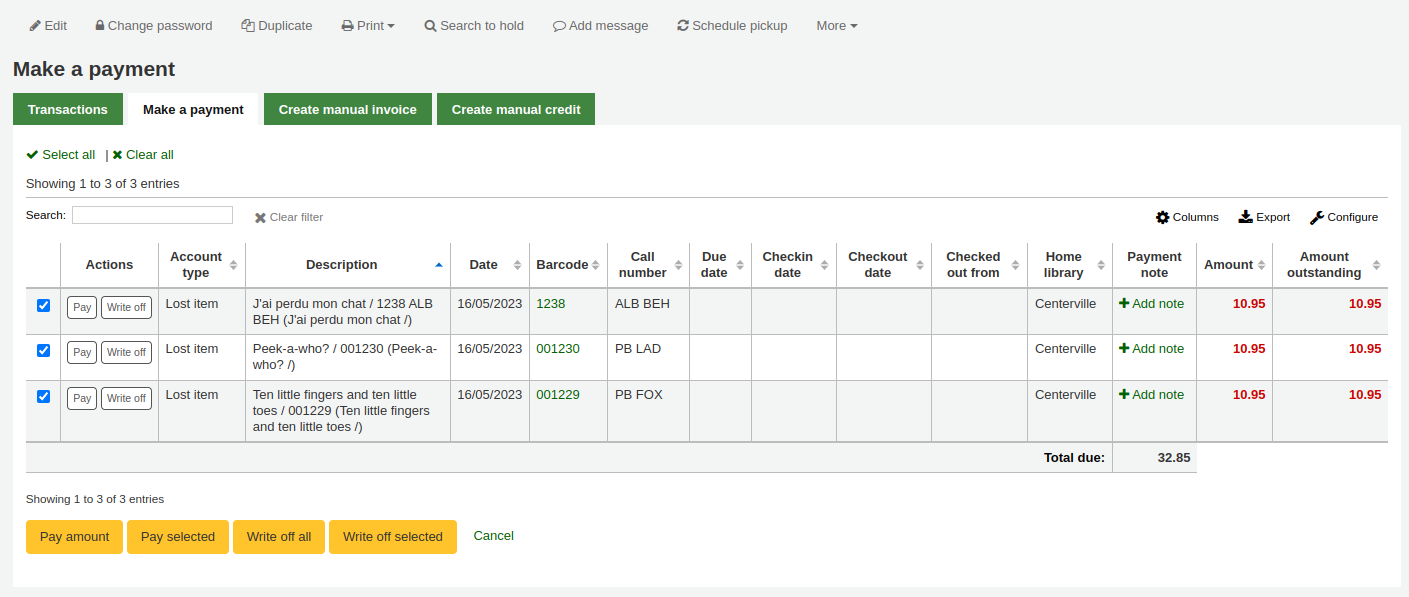 Edit Change password Duplicate Print Search to hold Add message Schedule pickup More
Make a payment
Transactions Make a payment Create manual invoice Create manual credit
Select all | Clear all
Showing 1 to 3 of 3 entries
Search: Clear filter Columns Export Configure
Actions Account type Description Date Barcode Call number Due date Checkin date Checkout date Checked out from Home library Payment note Amount Amount outstanding
Pay Write off Lost item J'ai perdu mon chat / 1238 ALB 16/05/2023 1238 ALB BEH Centerville Add note 10.95 10.95
BEH (J'ai perdu mon chat /)
Pay Write off Lost item Peek-a-who? / 001230 (Peek-a- 16/05/2023 001230 PB LAD Centerville Add note 10.95 10.95
who? /)
Pay Write off Lost item Ten little fingers and ten little 16/05/2023 001229 PB FOX Centerville Add note 10.95 10.95
toes / 001229 (Ten little fingers
and ten little toes /)
Total due: 32.85
Showing 1 to 3 of 3 entries
Pay amount Pay selected Write off all Write off selected Cancel